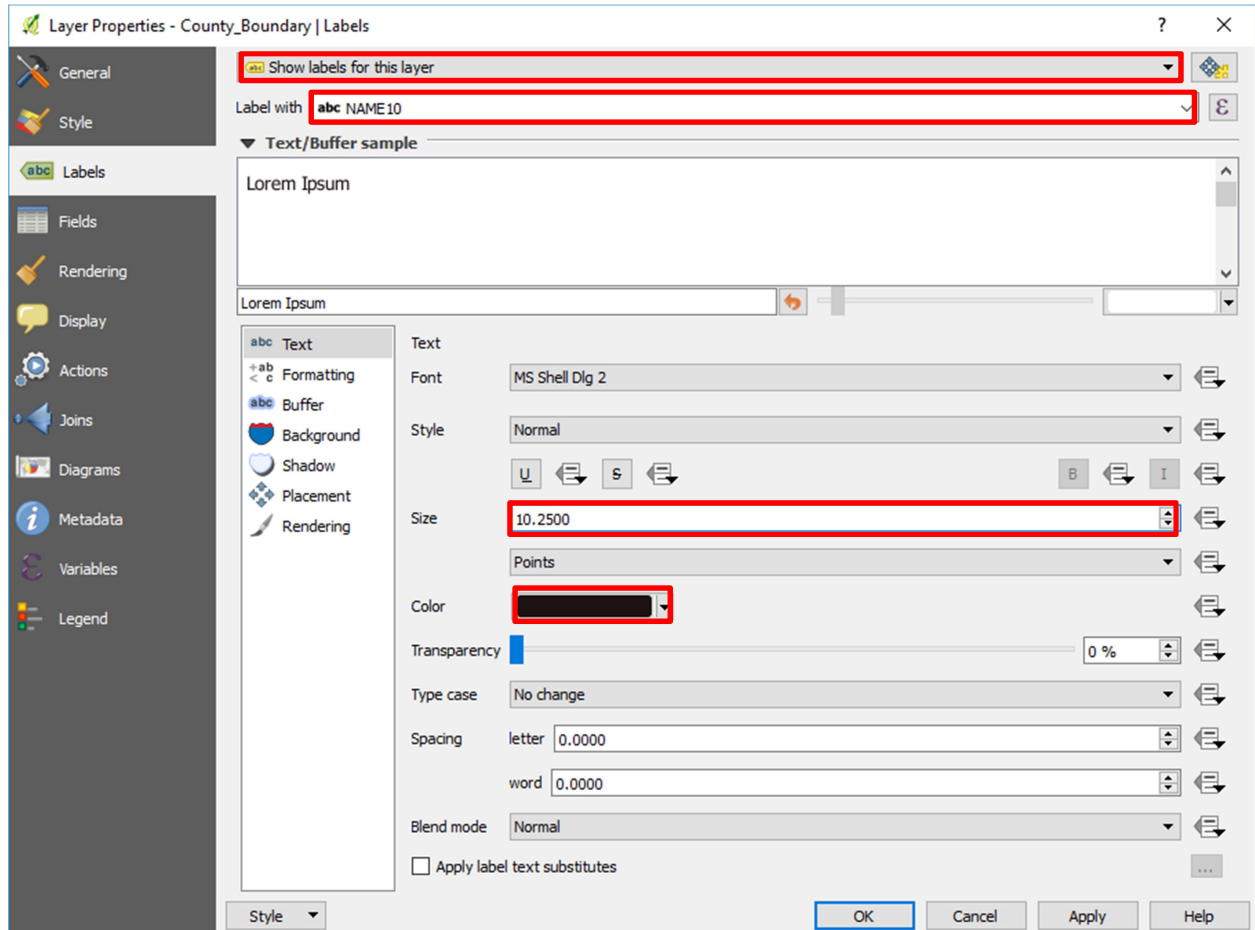 Layer Properties - County_Boundary | Labels
?
General
Style
abc Labels
Fields
Rendering
Display
Actions
Joins
Diagrams
Metadata
Variables
Legend
abc Show labels for this layer
Label with abc NAME10
ε
Text/Buffer sample
Lorem Ipsum
Lorem Ipsum
abc Text
+ab < c Formatting
abc Buffer
Background
Shadow
Placement
Rendering
Text
Font MS Shell Dlg 2
Style Normal
U S B I
Size 10.2500
Points
Color
Transparency 0 %
Type case No change
Spacing letter 0.0000
word 0.0000
Blend mode Normal
Apply label text substitutes ...
Style OK Cancel Apply Help